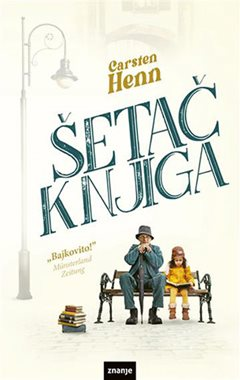 Carsten
Henn
ŠETAČ
KNJIGA
„Bajkovito!”
Münsterland
Zeitung
znanje